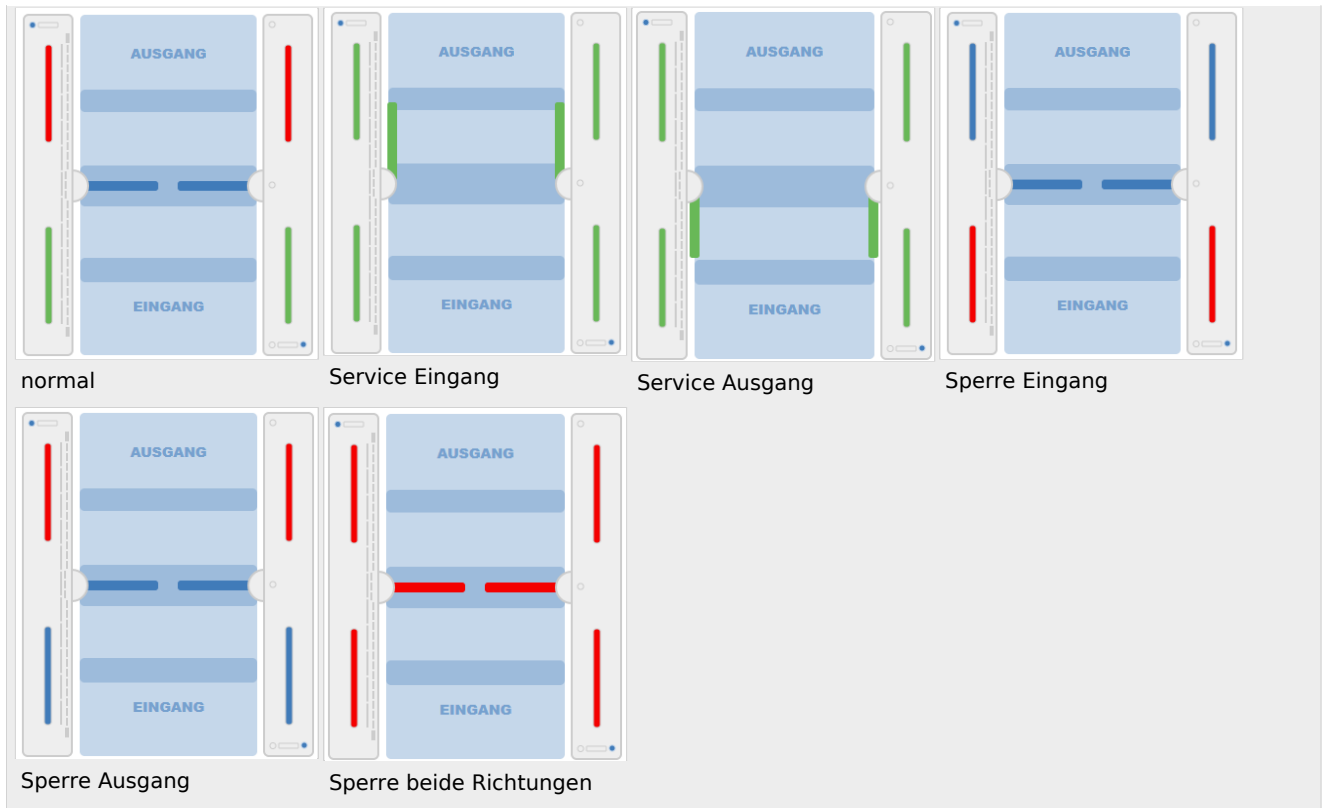 AUSGANG
EINGANG
normal
AUSGANG
EINGANG
Service Eingang
AUSGANG
EINGANG
Service Ausgang
AUSGANG
EINGANG
Sperre Eingang
AUSGANG
EINGANG
Sperre Ausgang
AUSGANG
EINGANG
Sperre beide Richtungen